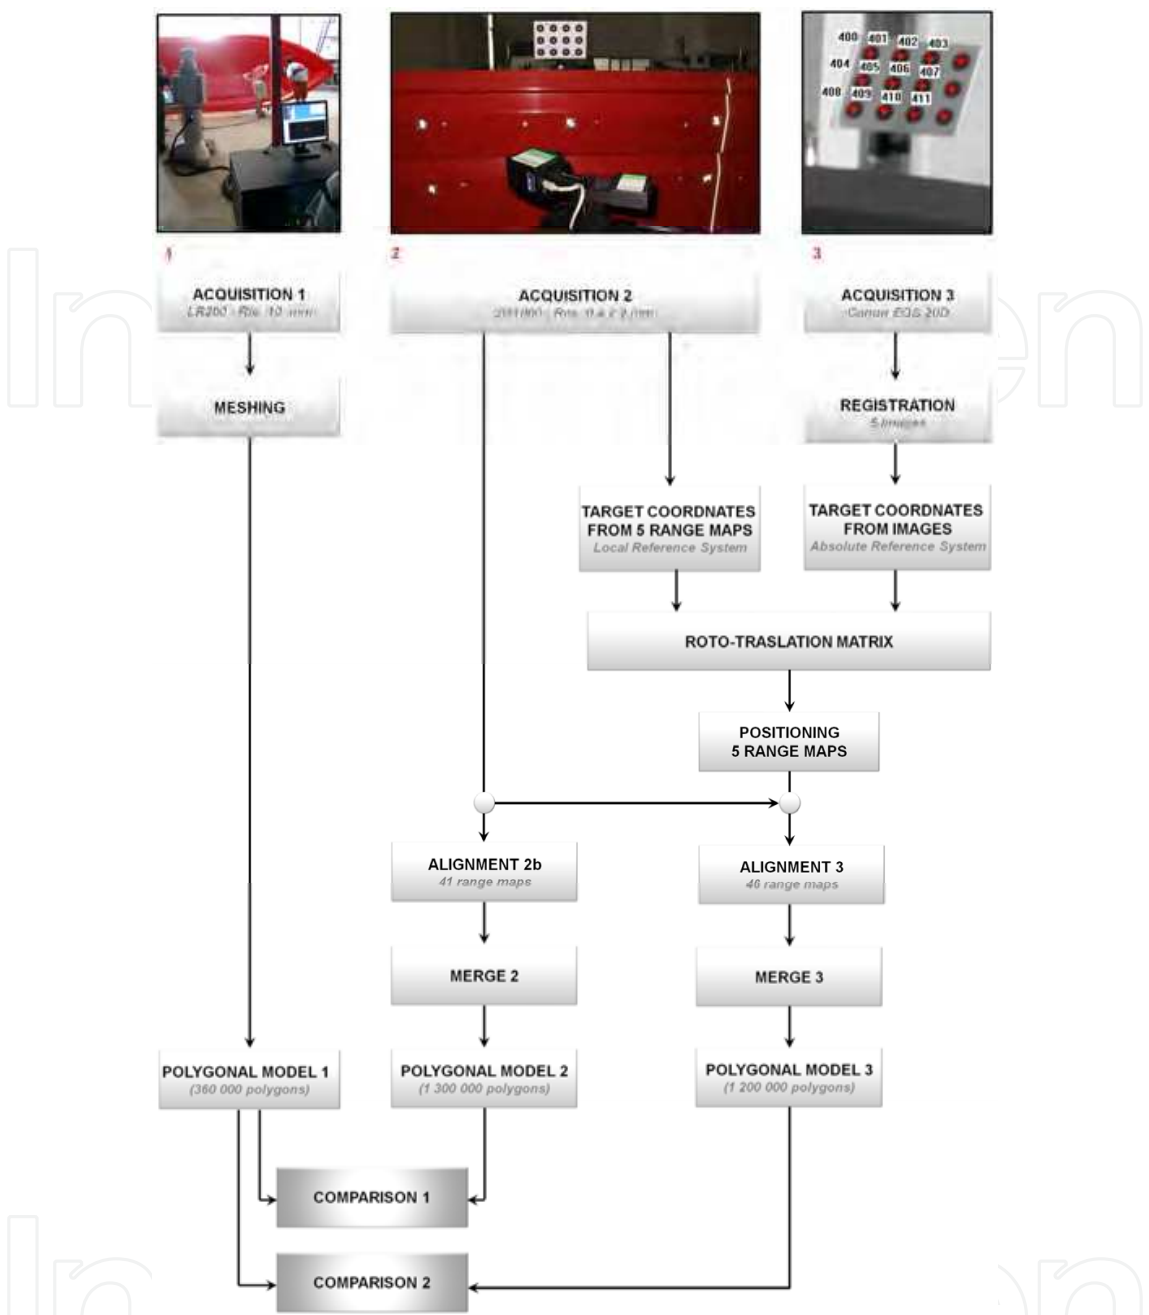 400 401 402 403
404 405 406 407
408 409 410 411
1
2
3
ACQUISITION 1
ACQUISITION 2
ACQUISITION 3
Canon EOS 20D
MESHING
REGISTRATION
5 Images
TARGET COORDNATES
FROM 5 RANGE MAPS
Local Reference System
TARGET COORDNATES
FROM IMAGES
Absolute Reference System
ROTO-TRASLATION MATRIX
POSITIONING
5 RANGE MAPS
ALIGNMENT 2b
41 range maps
ALIGNMENT 3
46 range maps
MERGE 2
MERGE 3
POLYGONAL MODEL 1
(360 000 polygons)
POLYGONAL MODEL 2
(1 300 000 polygons)
POLYGONAL MODEL 3
(1 200 000 polygons)
COMPARISON 1
COMPARISON 2